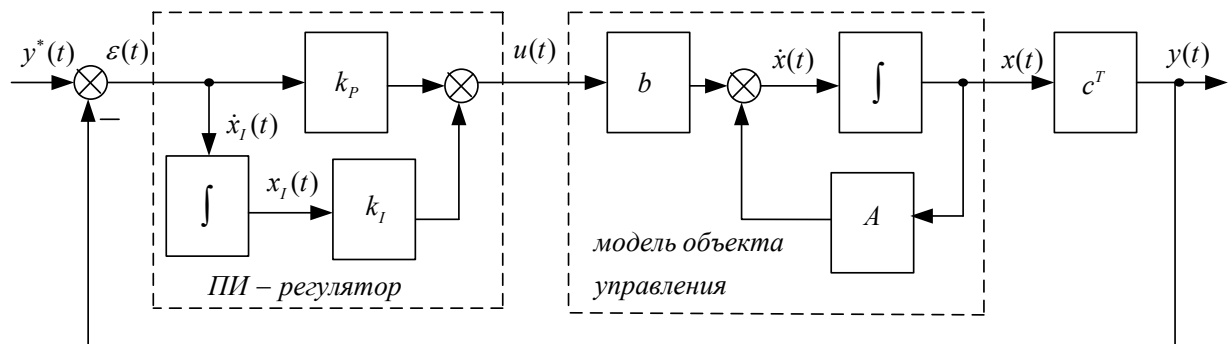 y*(t)
ε(t)
k_P
u(t)
b
ẋ(t)
∫
x(t)
c^T
y(t)
−
ẋ_I(t)
∫
x_I(t)
k_I
A
ПИ – регулятор
модель объекта
управления